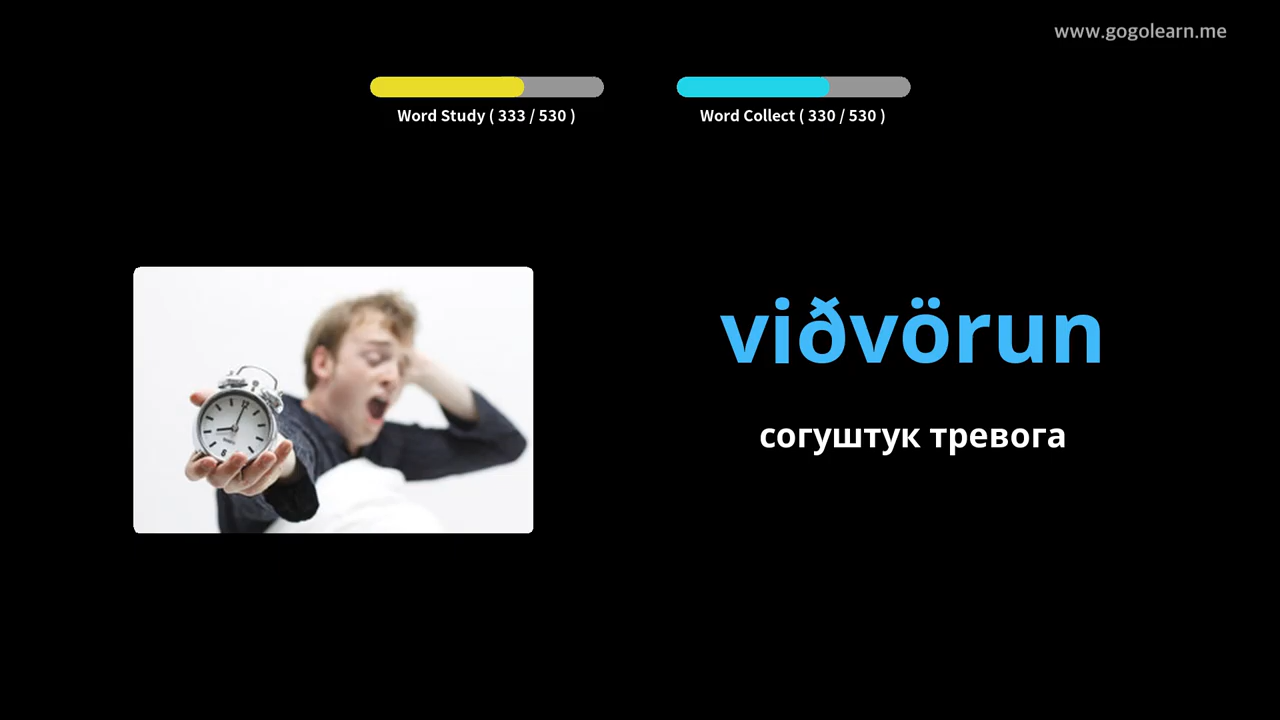 www.gogolearn.me
Word Study ( 333 / 530 )
Word Collect ( 330 / 530 )
viðvörun
согуштук тревога